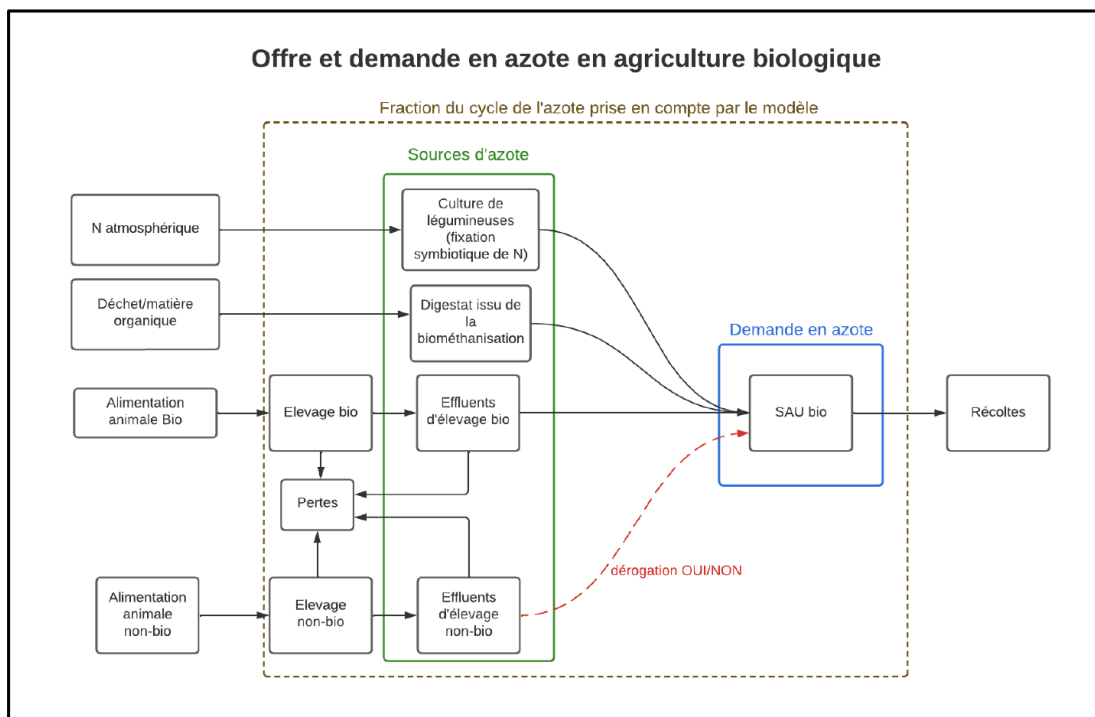 Offre et demande en azote en agriculture biologique
Fraction du cycle de l'azote prise en compte par le modèle
Sources d'azote
N atmosphérique
Culture de
légumineuses
(fixation
symbiotique de N)
Déchet/matière
organique
Digestat issu de
la
biométhanisation
Demande en azote
Alimentation
animale Bio
Elevage bio
Effluents
d'élevage bio
SAU bio
Récoltes
Pertes
dérogation OUI/NON
Alimentation
animale
non-bio
Elevage
non-bio
Effluents
d'élevage
non-bio